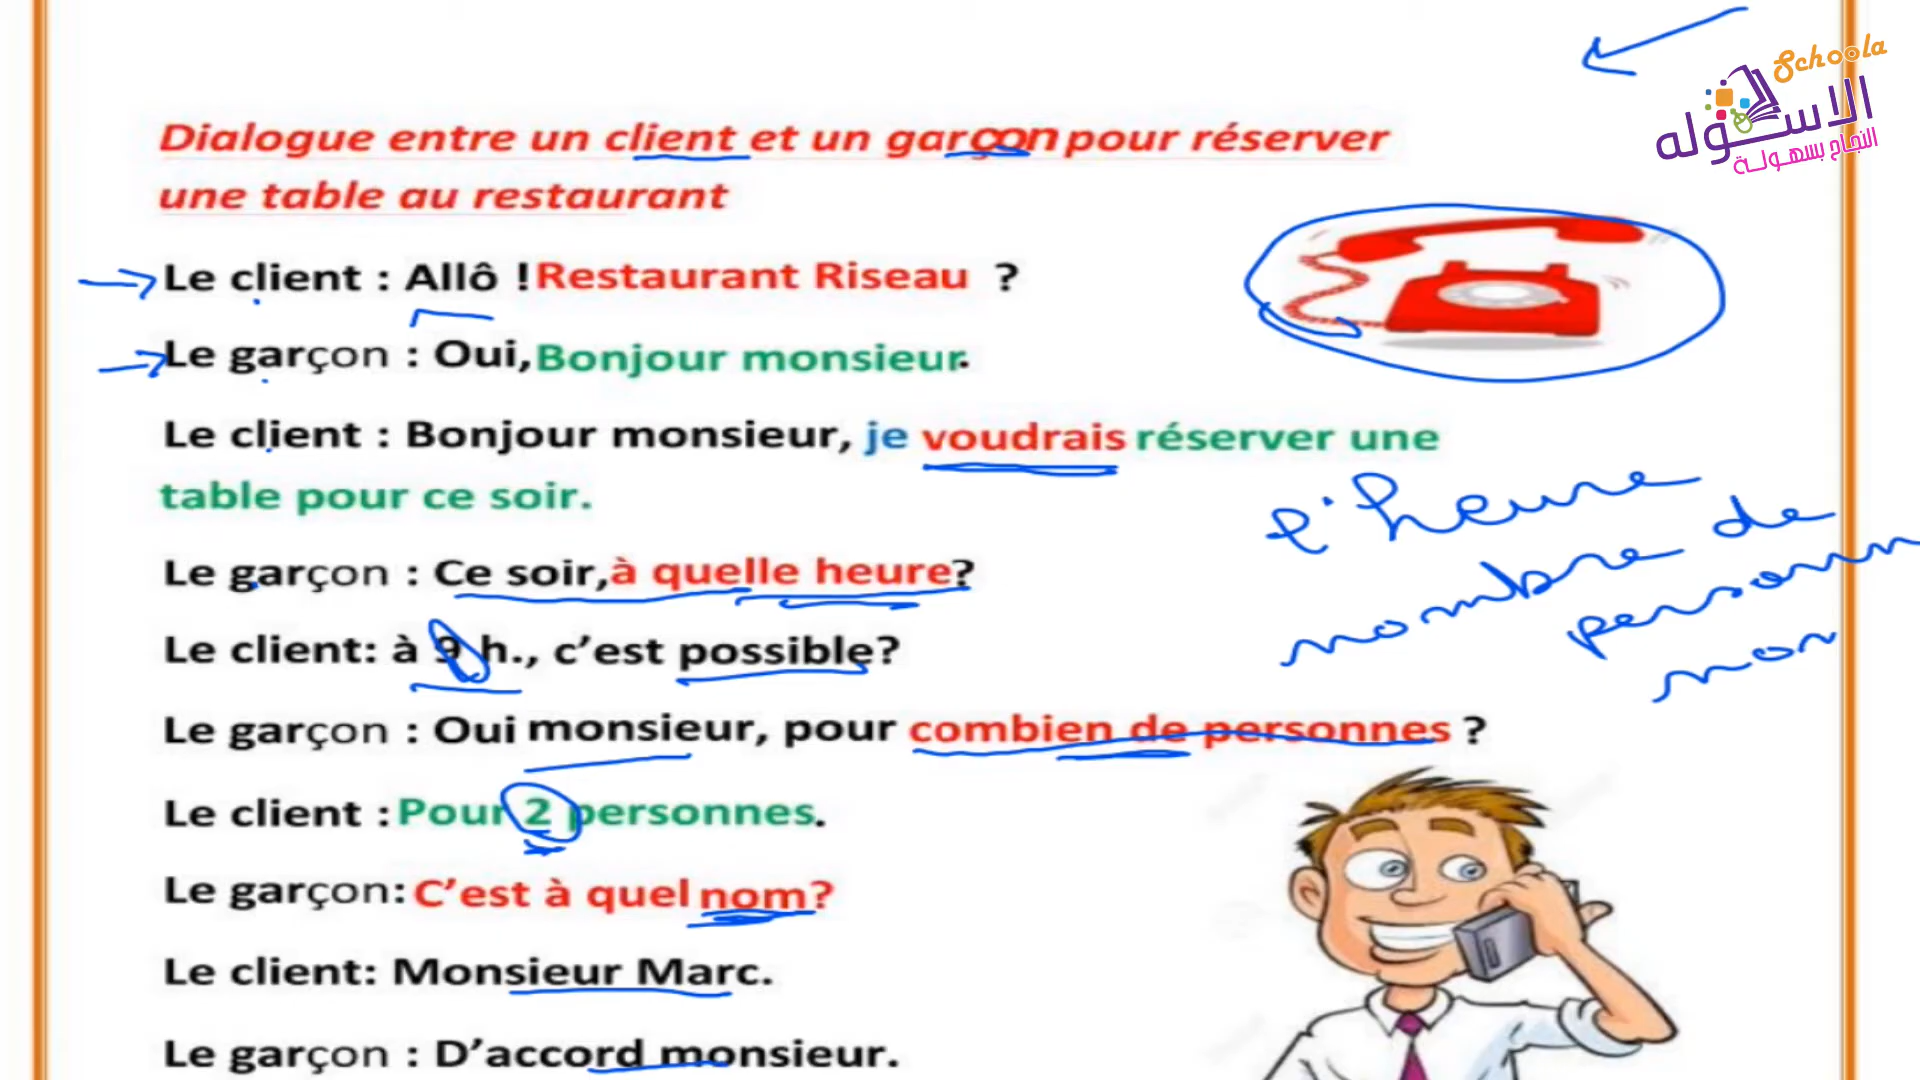 Schoola
الاسكوله
النجاح بسهولة
Dialogue entre un client et un garçon pour réserver
une table au restaurant
Le client : Allô ! Restaurant Riseau ?
Le garçon : Oui, Bonjour monsieur.
Le client : Bonjour monsieur, je voudrais réserver une
table pour ce soir.
Le garçon : Ce soir, à quelle heure?
Le client: à 9 h., c’est possible?
Le garçon : Oui monsieur, pour combien de personnes ?
Le client : Pour 2 personnes.
Le garçon: C’est à quel nom?
Le client: Monsieur Marc.
Le garçon : D’accord monsieur.
l'heure
nombre de
personn